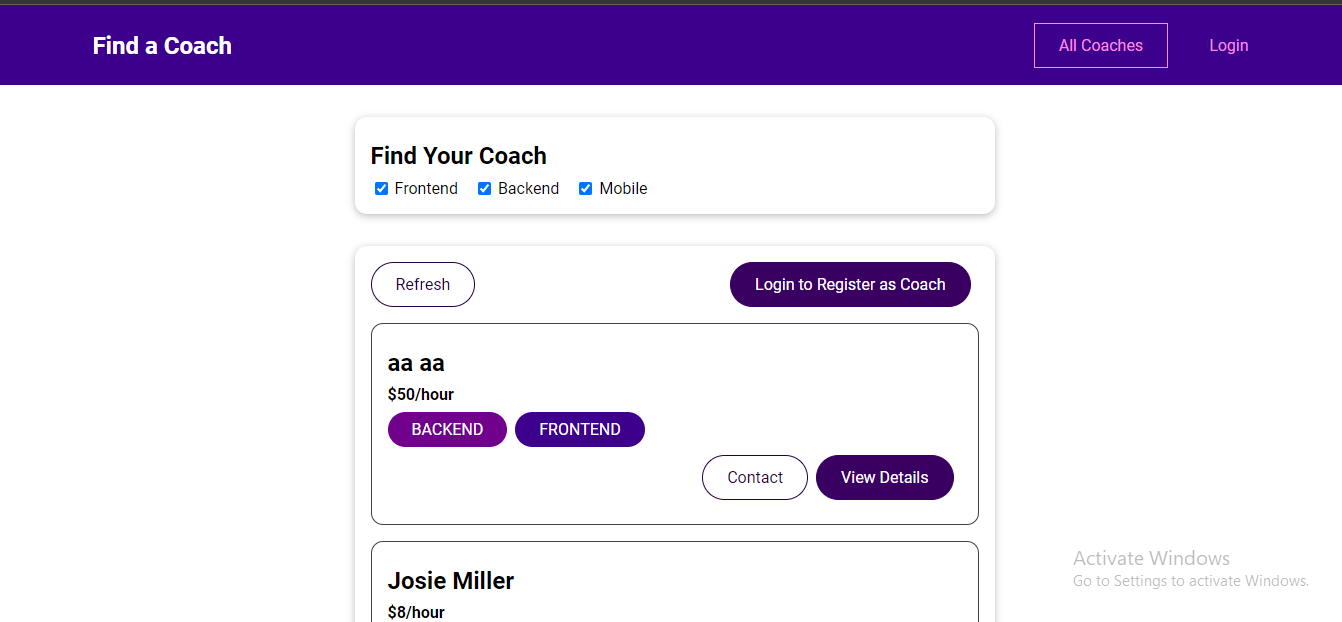 Find a Coach All Coaches Login
Find Your Coach
Frontend Backend Mobile
Refresh Login to Register as Coach
aa aa
$50/hour
BACKEND FRONTEND
Contact View Details
Josie Miller
$8/hour
Activate Windows
Go to Settings to activate Windows.